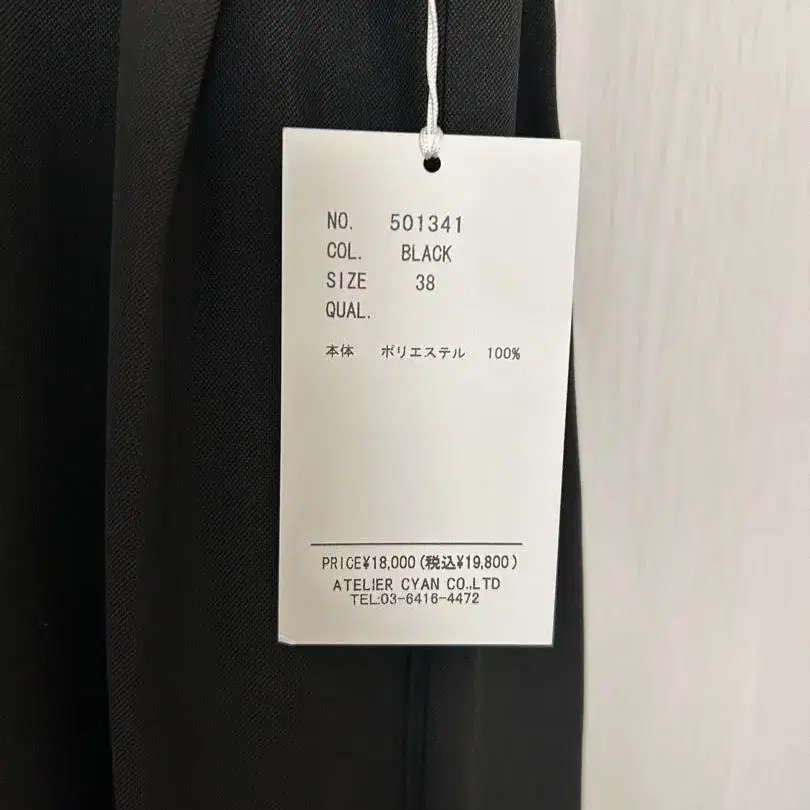 NO. 501341
COL. BLACK
SIZE 38
QUAL.
本体 ポリエステル 100%
PRICE¥18,000(税込¥19,800)
ATELIER CYAN CO.,LTD
TEL:03-6416-4472